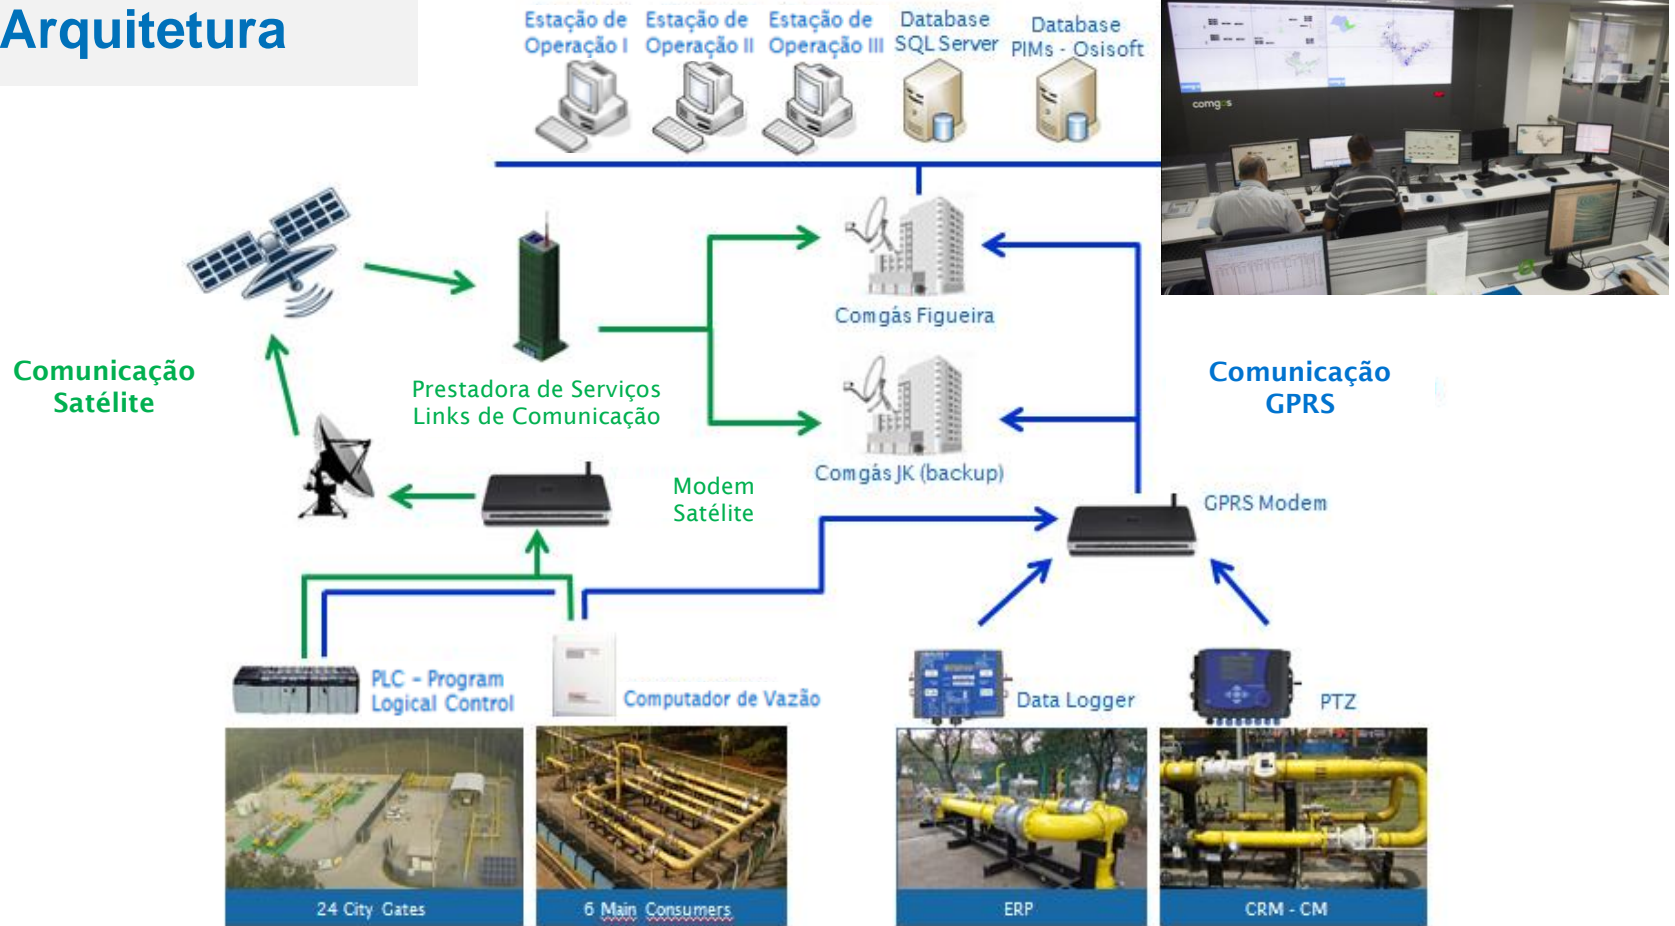 Arquitetura
Estação de
Operação I
Estação de
Operação II
Estação de
Operação III
Database
SQL Server
Database
PIMs - Osisoft
comgás
Comgás Figueira
Comunicação
Satélite
Prestadora de Serviços
Links de Comunicação
Comunicação
GPRS
Comgás JK (backup)
Modem
Satélite
GPRS Modem
PLC - Program
Logical Control
Computador de Vazão
Data Logger
PTZ
24 City Gates
6 Main Consumers
ERP
CRM - CM